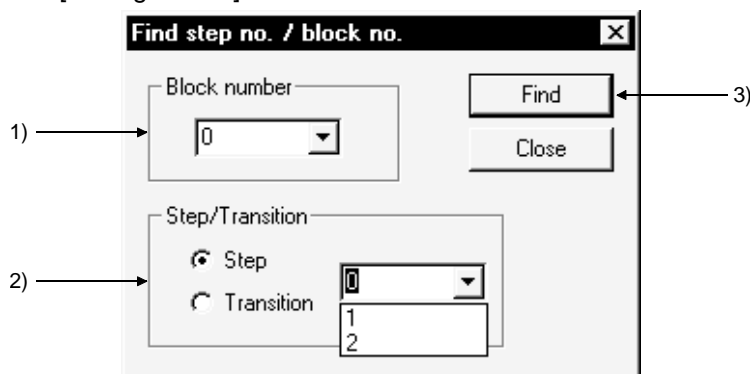 Find step no. / block no.
Block number
Find
3)
1)
0
Close
Step/Transition
Step
2)
0
Transition
1
2